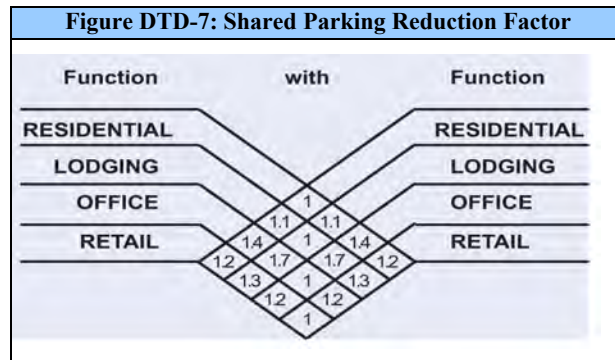 Figure DTD-7: Shared Parking Reduction Factor
Function with Function
RESIDENTIAL RESIDENTIAL
LODGING LODGING
OFFICE OFFICE
RETAIL RETAIL
1
1.1 1.1
1.4 1 1.4
1.2 1.7 1.7 1.2
1.3 1 1.3
1.2 1.2
1